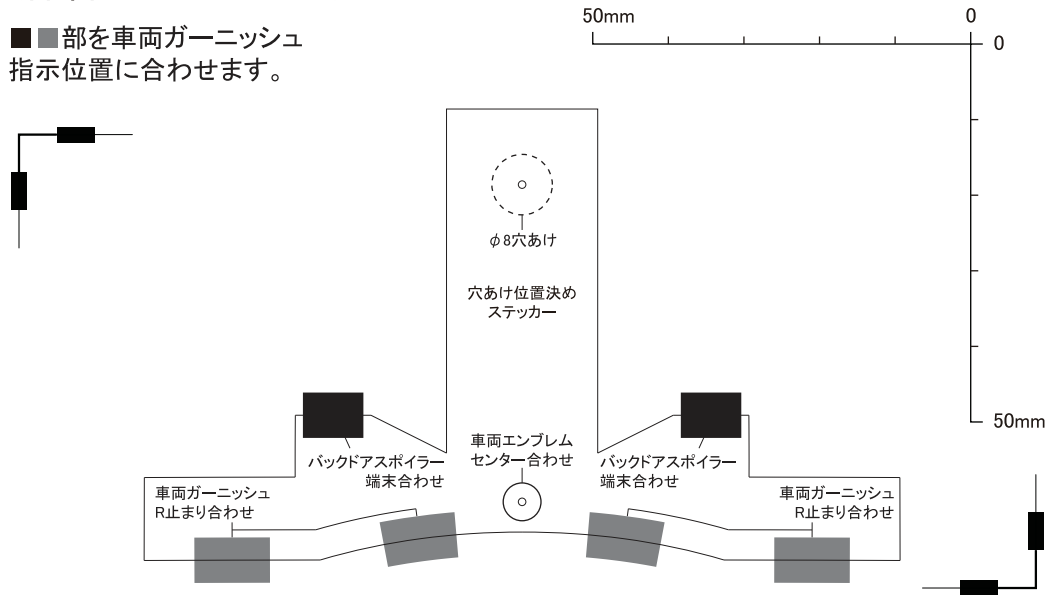 50mm
0
0
■■部を車両ガーニッシュ
指示位置に合わせます。
φ8穴あけ
穴あけ位置決め
ステッカー
50mm
車両エンブレム
センター合わせ
バックドアスポイラー
端末合わせ
バックドアスポイラー
端末合わせ
車両ガーニッシュ
R止まり合わせ
車両ガーニッシュ
R止まり合わせ